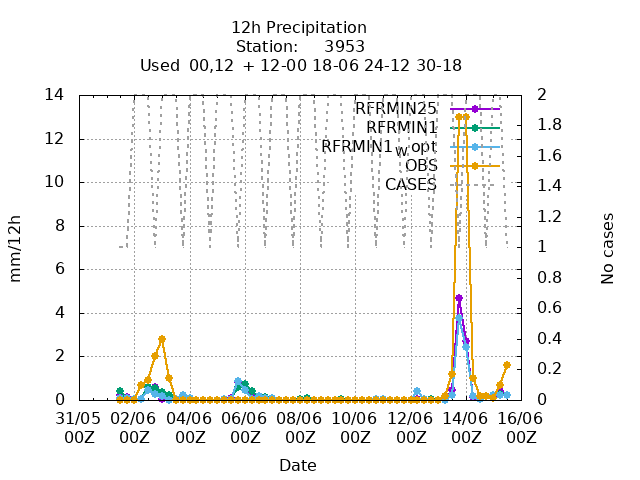 12h Precipitation
Station: 3953
Used 00,12 + 12-00 18-06 24-12 30-18
14
12
10
8
6
4
2
0
mm/12h
2
1.8
1.6
1.4
1.2
1
0.8
0.6
0.4
0.2
0
No cases
RFRMIN25
RFRMIN1
RFRMIN1w opt
OBS
CASES
31/05 02/06 04/06 06/06 08/06 10/06 12/06 14/06 16/06
00Z 00Z 00Z 00Z 00Z 00Z 00Z 00Z 00Z
Date